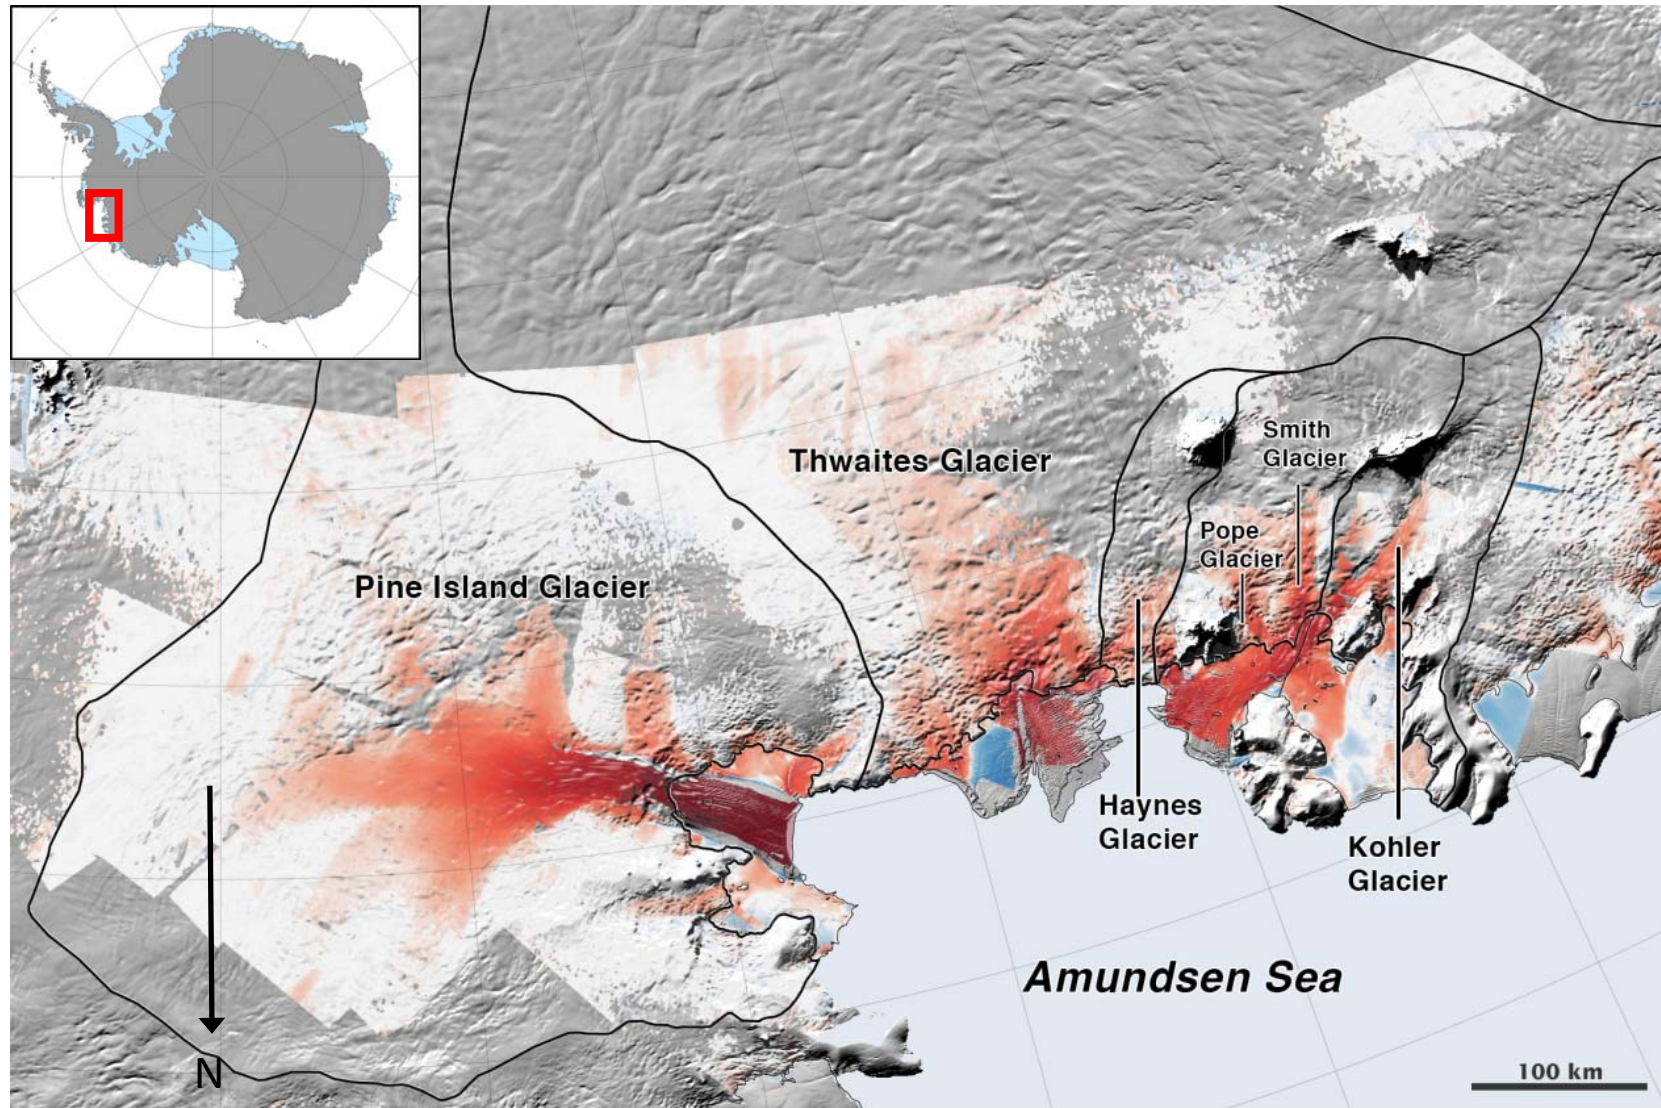 Smith
Glacier
Thwaites Glacier
Pope
Glacier
Pine Island Glacier
Haynes
Glacier
Kohler
Glacier
Amundsen Sea
N
100 km